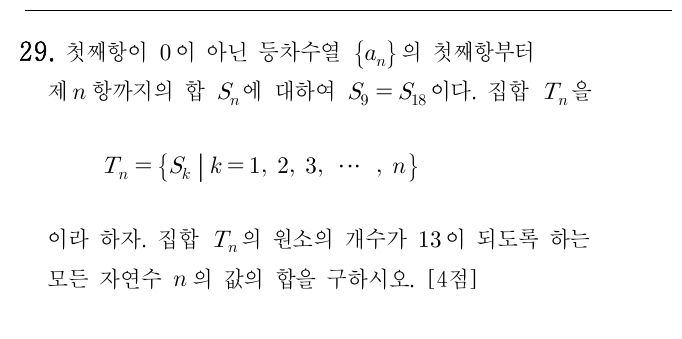 29. 첫째항이 0이 아닌 등차수열 {aₙ}의 첫째항부터
제n항까지의 합 Sₙ에 대하여 S₉ = S₁₈이다. 집합 Tₙ을
Tₙ = {Sₖ | k = 1, 2, 3, ⋯ , n}
이라 하자. 집합 Tₙ의 원소의 개수가 13이 되도록 하는
모든 자연수 n의 값의 합을 구하시오. [4점]